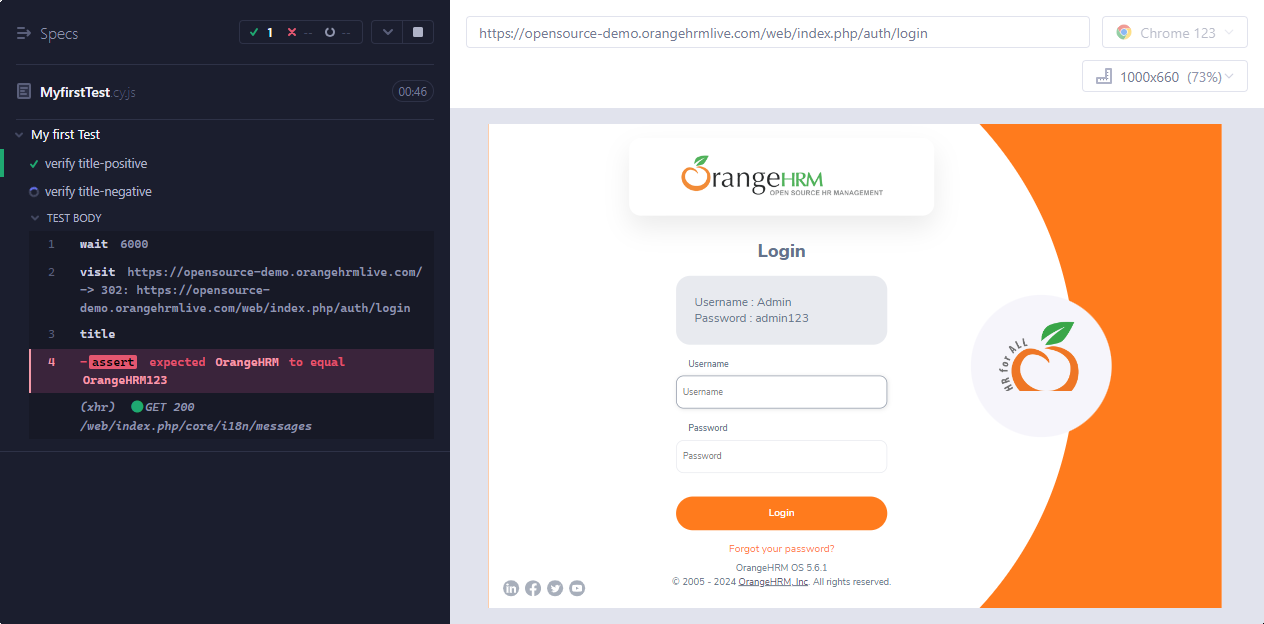 Specs
1
--
--
MyfirstTest.cy.js
00:46
My first Test
verify title-positive
verify title-negative
TEST BODY
1 wait 6000
2 visit https://opensource-demo.orangehrmlive.com/
-> 302: https://opensource-
demo.orangehrmlive.com/web/index.php/auth/login
3 title
4 -assert expected OrangeHRM to equal
OrangeHRM123
(xhr) GET 200
/web/index.php/core/i18n/messages
https://opensource-demo.orangehrmlive.com/web/index.php/auth/login
Chrome 123
1000x660 (73%)
OrangeHRM
OPEN SOURCE HR MANAGEMENT
Login
Username : Admin
Password : admin123
Username
Username
Password
Password
Login
Forgot your password?
OrangeHRM OS 5.6.1
© 2005 - 2024 OrangeHRM, Inc. All rights reserved.
HR for ALL